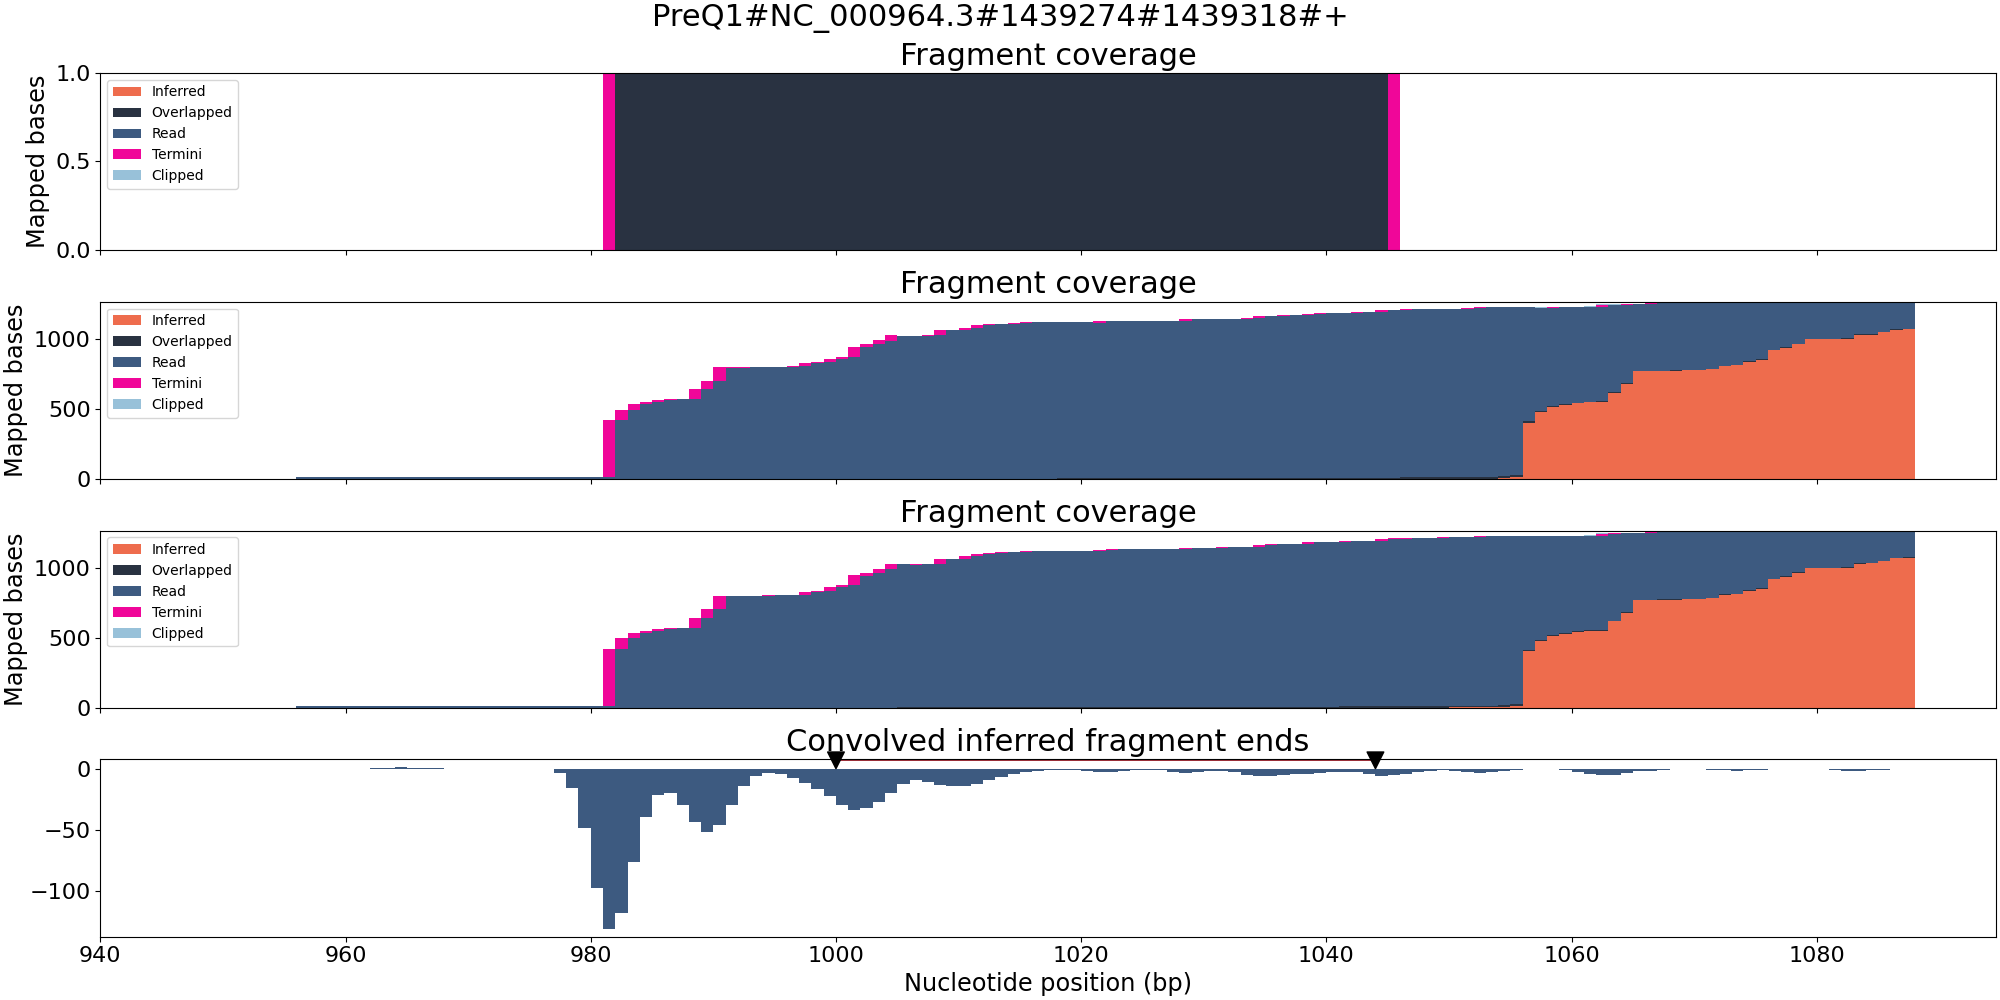 PreQ1#NC_000964.3#1439274#1439318#+
Fragment coverage
Mapped bases
1.0
0.5
0.0
Inferred
Overlapped
Read
Termini
Clipped
Fragment coverage
Mapped bases
1000
500
0
Inferred
Overlapped
Read
Termini
Clipped
Fragment coverage
Mapped bases
1000
500
0
Inferred
Overlapped
Read
Termini
Clipped
Convolved inferred fragment ends
0
−50
−100
940 960 980 1000 1020 1040 1060 1080
Nucleotide position (bp)